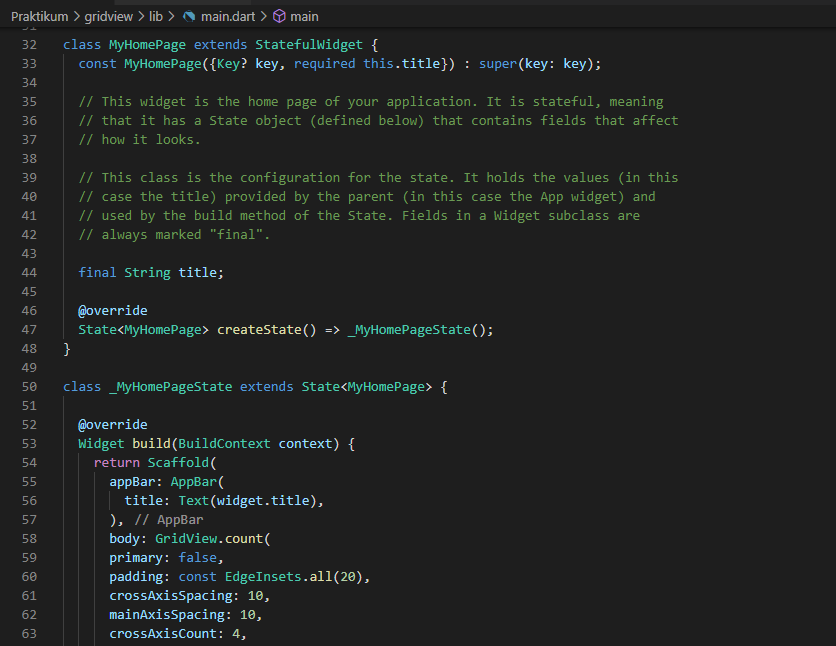 Praktikum > gridview > lib > main.dart > main
31
32 class MyHomePage extends StatefulWidget {
33 const MyHomePage({Key? key, required this.title}) : super(key: key);
34
35 // This widget is the home page of your application. It is stateful, meaning
36 // that it has a State object (defined below) that contains fields that affect
37 // how it looks.
38
39 // This class is the configuration for the state. It holds the values (in this
40 // case the title) provided by the parent (in this case the App widget) and
41 // used by the build method of the State. Fields in a Widget subclass are
42 // always marked "final".
43
44 final String title;
45
46 @override
47 State<MyHomePage> createState() => _MyHomePageState();
48 }
49
50 class _MyHomePageState extends State<MyHomePage> {
51
52 @override
53 Widget build(BuildContext context) {
54 return Scaffold(
55 appBar: AppBar(
56 title: Text(widget.title),
57 ), // AppBar
58 body: GridView.count(
59 primary: false,
60 padding: const EdgeInsets.all(20),
61 crossAxisSpacing: 10,
62 mainAxisSpacing: 10,
63 crossAxisCount: 4,